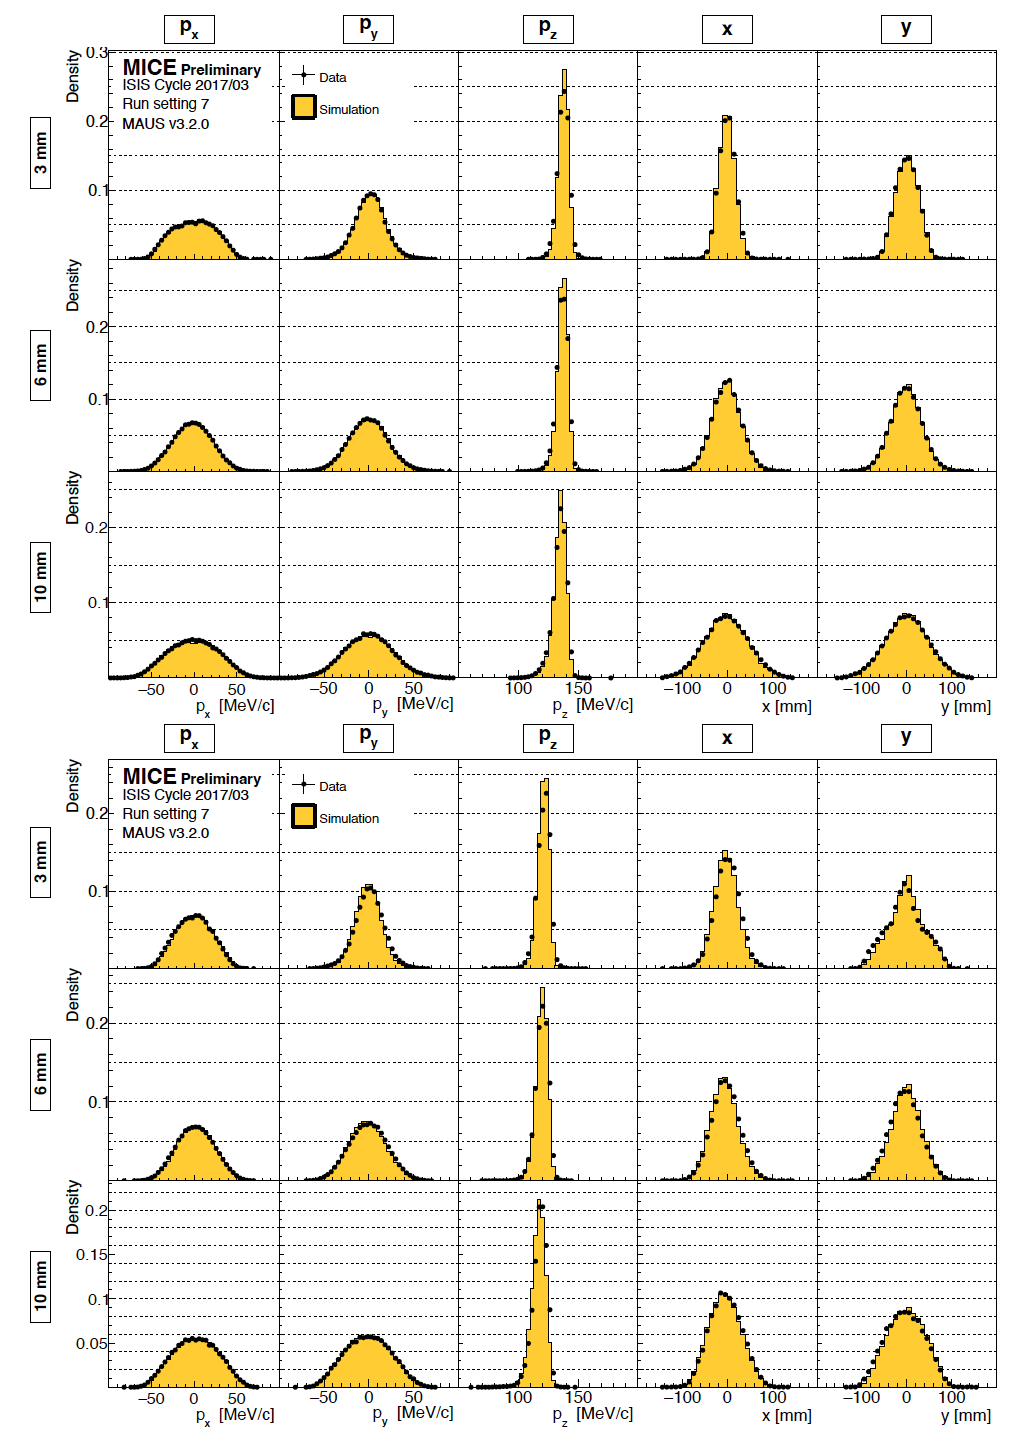 px py pz x y
Density 0.3 0.2 0.1
MICE Preliminary
ISIS Cycle 2017/03
Run setting 7
MAUS v3.2.0
Data
Simulation
3 mm
Density 0.2 0.1
6 mm
Density 0.2 0.1
10 mm
−50 0 50 −50 0 50 100 150 −100 0 100 −100 0 100
px [MeV/c] py [MeV/c] pz [MeV/c] x [mm] y [mm]
px py pz x y
Density 0.2 0.1
MICE Preliminary
ISIS Cycle 2017/03
Run setting 7
MAUS v3.2.0
Data
Simulation
3 mm
Density 0.2 0.1
6 mm
Density 0.2 0.15 0.1 0.05
10 mm
−50 0 50 −50 0 50 100 150 −100 0 100 −100 0 100
px [MeV/c] py [MeV/c] pz [MeV/c] x [mm] y [mm]